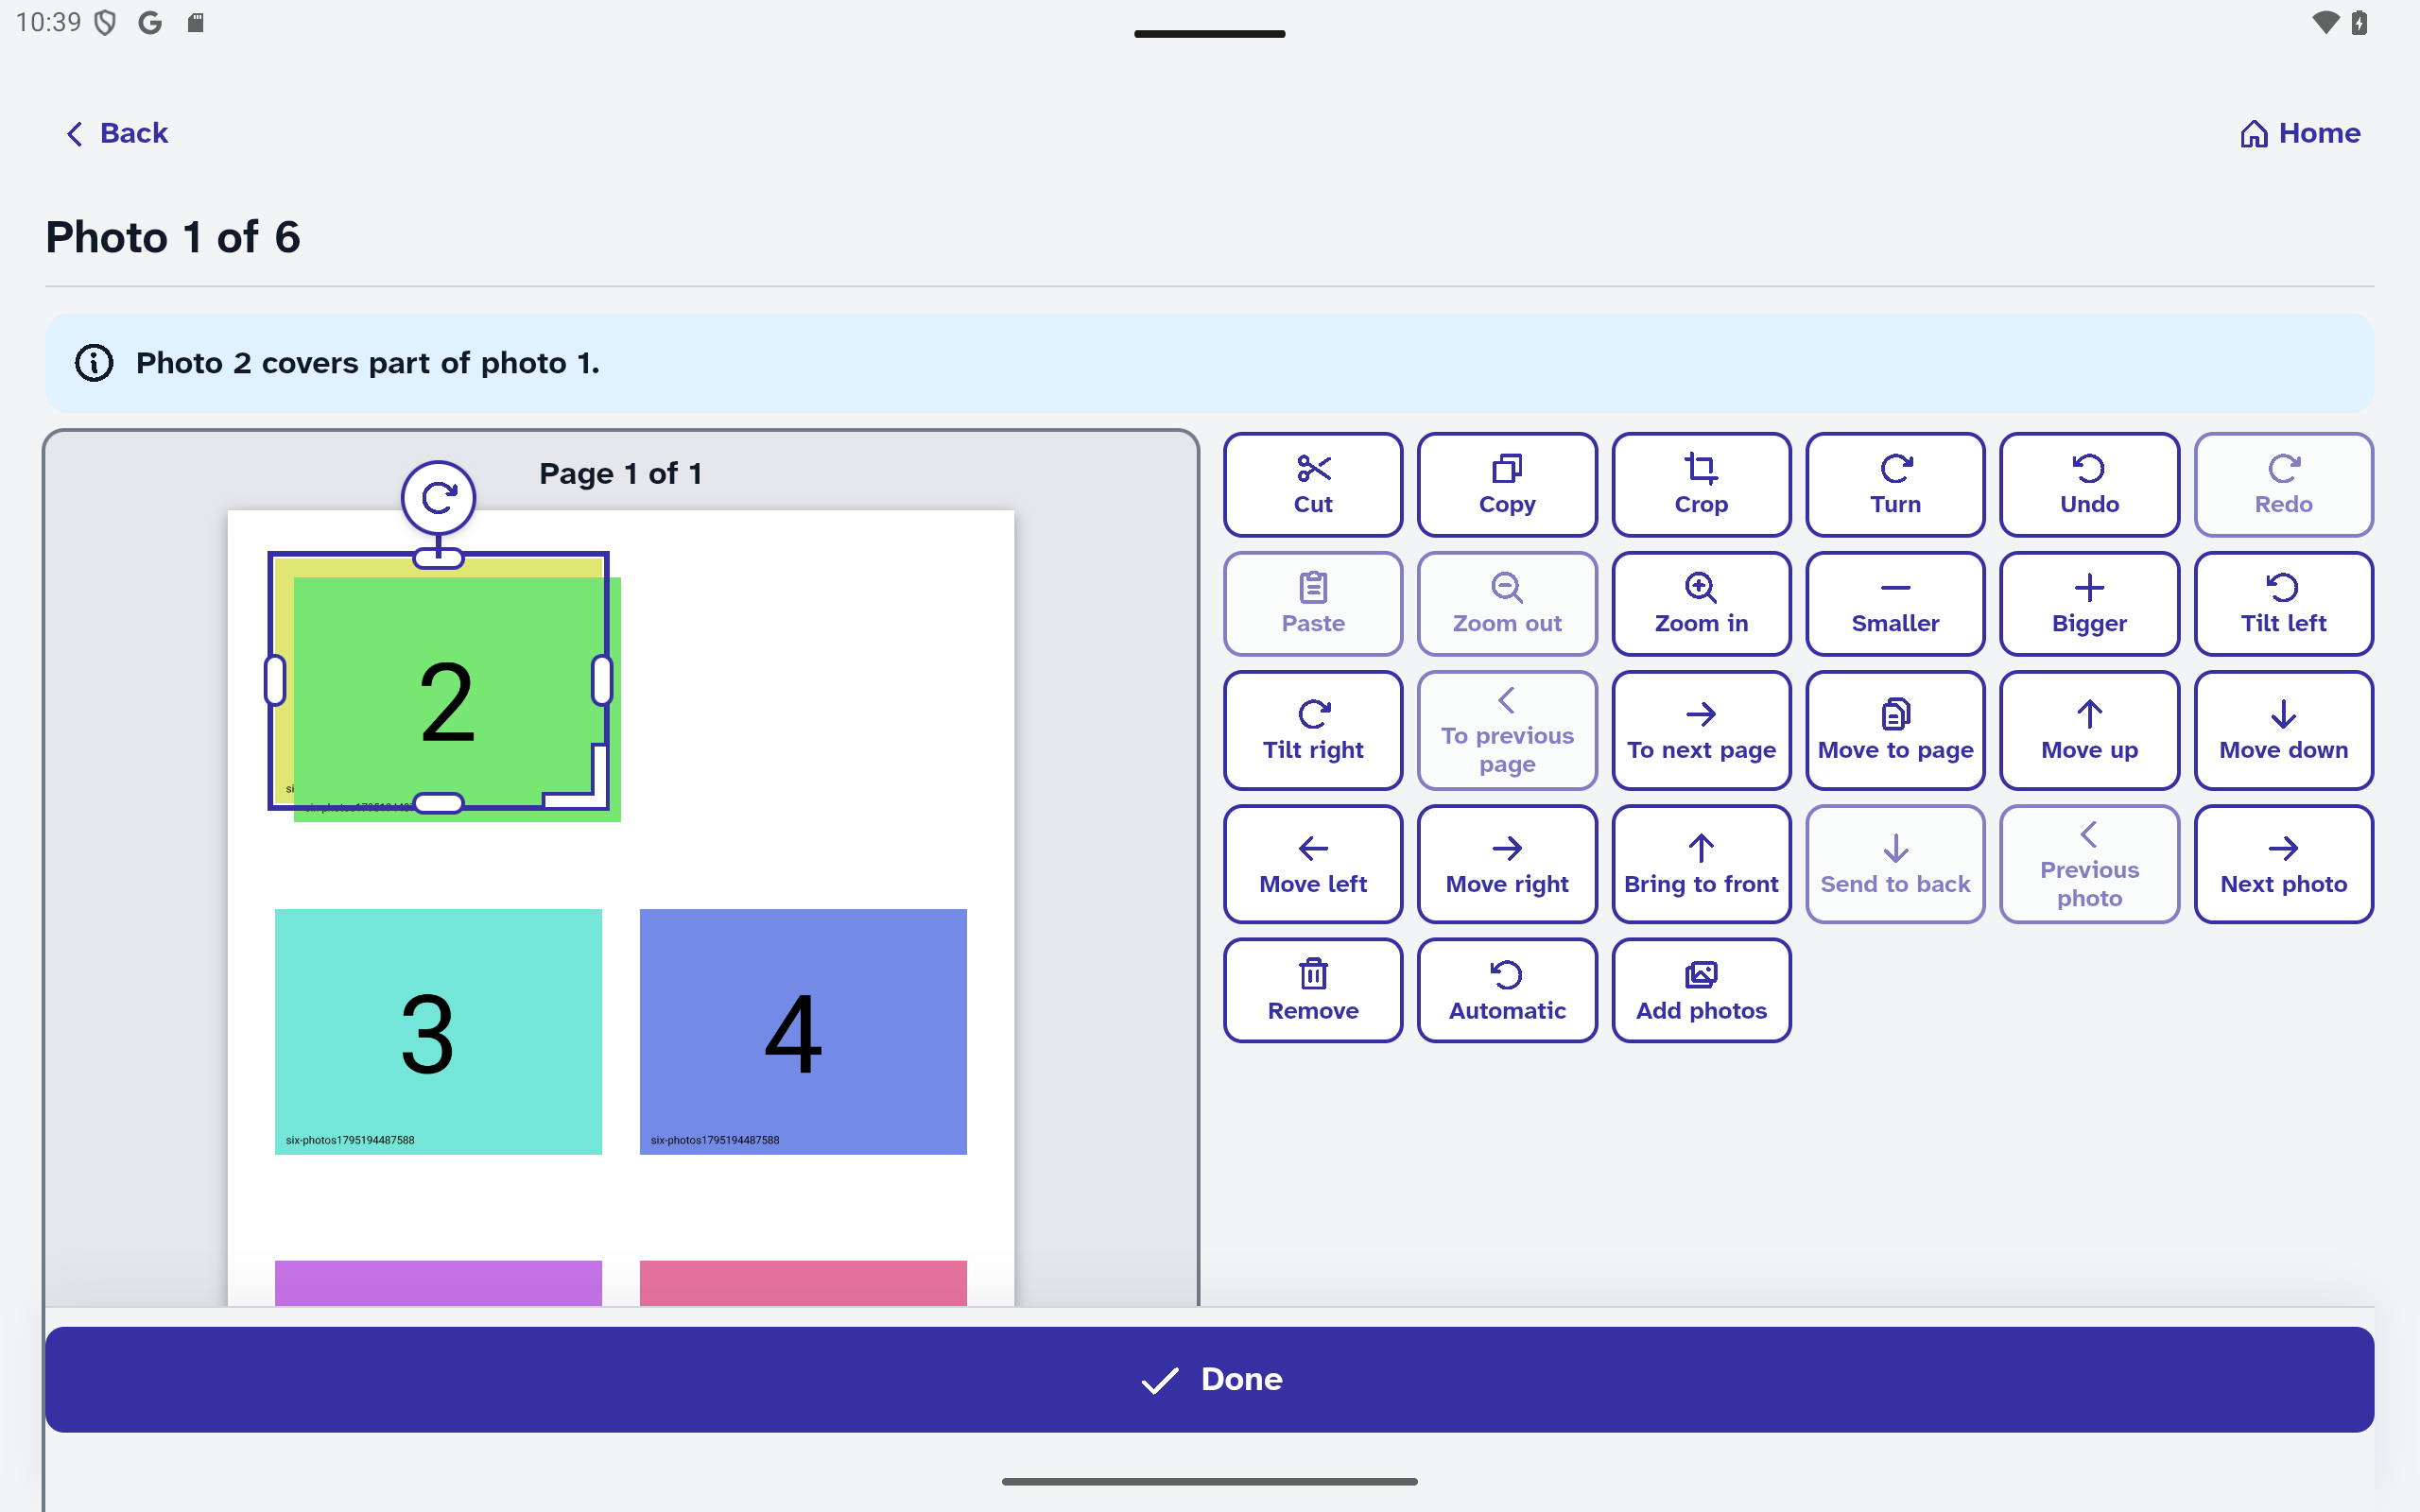 10:39
Back
Home
Photo 1 of 6
Photo 2 covers part of photo 1.
Page 1 of 1
2
si
3
4
six-photos1795194487588
six-photos1795194487588
Cut
Copy
Crop
Turn
Undo
Redo
Paste
Zoom out
Zoom in
Smaller
Bigger
Tilt left
Tilt right
To previous
page
To next page
Move to page
Move up
Move down
Move left
Move right
Bring to front
Send to back
Previous
photo
Next photo
Remove
Automatic
Add photos
Done